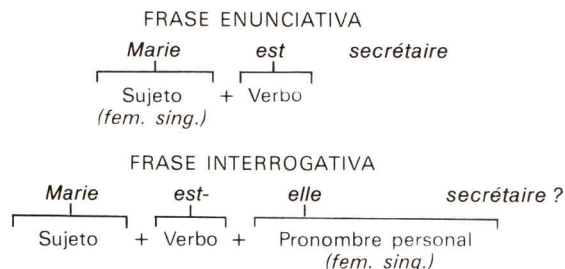 FRASE ENUNCIATIVA
Marie est secrétaire
Sujeto + Verbo
(fem. sing.)
FRASE INTERROGATIVA
Marie est- elle secrétaire ?
Sujeto + Verbo + Pronombre personal
(fem. sing.)